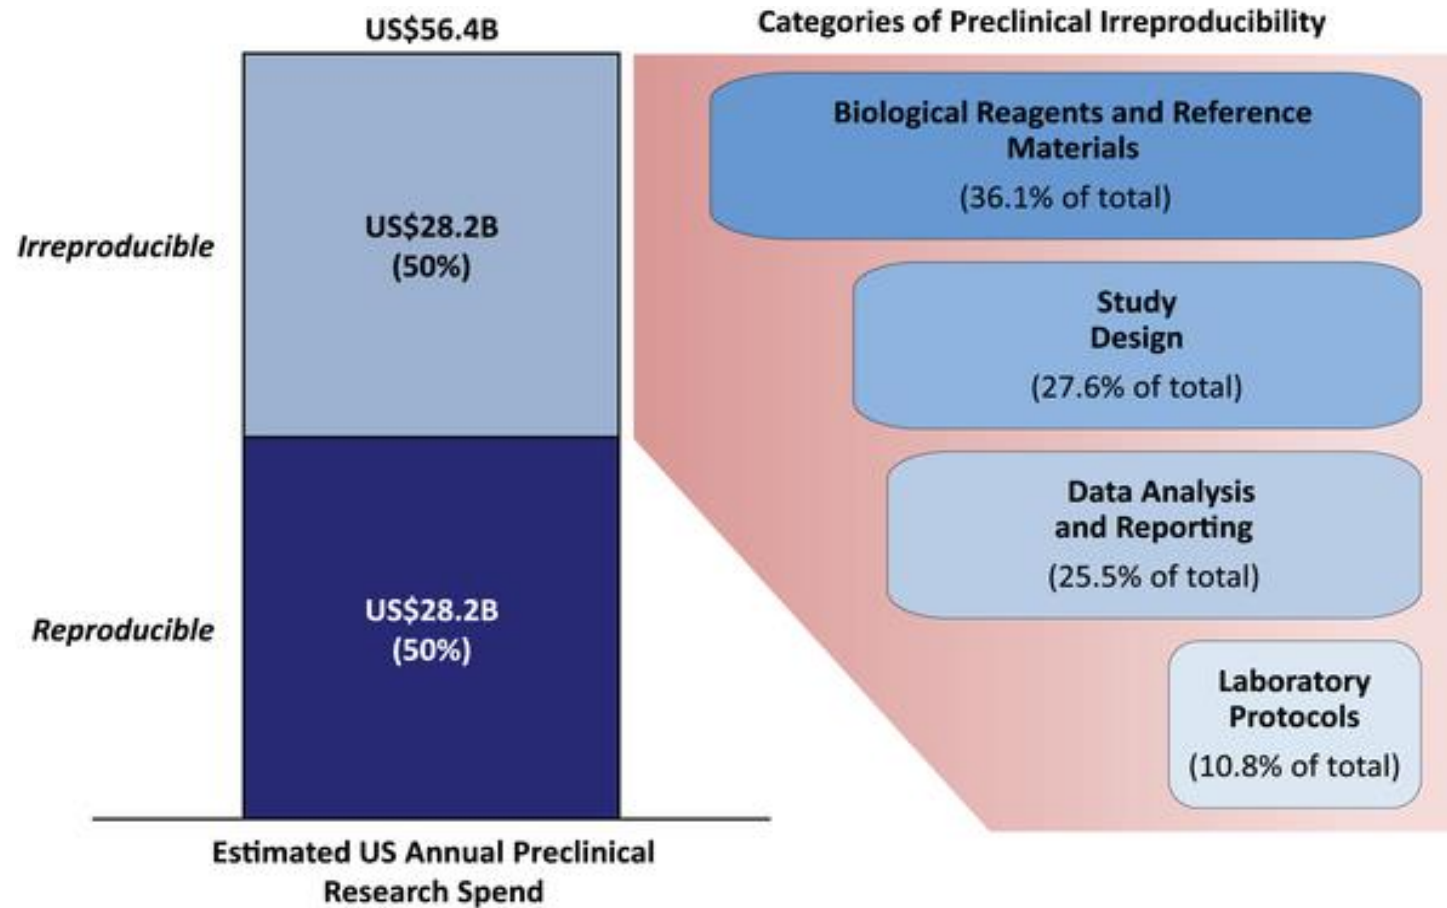 US$56.4B
Categories of Preclinical Irreproducibility
Biological Reagents and Reference
Materials
(36.1% of total)
Irreproducible
US$28.2B
(50%)
Study
Design
(27.6% of total)
Data Analysis
and Reporting
(25.5% of total)
Reproducible
US$28.2B
(50%)
Laboratory
Protocols
(10.8% of total)
Estimated US Annual Preclinical
Research Spend